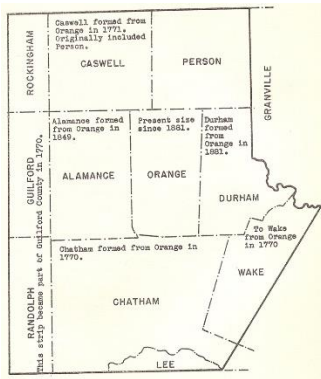 Caswell formed from
Orange in 1771.
Originally included
Person.
ROCKINGHAM
CASWELL
PERSON
GRANVILLE
Alamance formed
from Orange in
1849.
Present size
since 1881.
Durham
formed
from
Orange in
1881.
GUILFORD
This strip became part of Guilford County in 1770.
ALAMANCE
ORANGE
DURHAM
To Wake
from Orange
in 1770
Chatham formed from Orange in
1770.
WAKE
RANDOLPH
CHATHAM
LEE